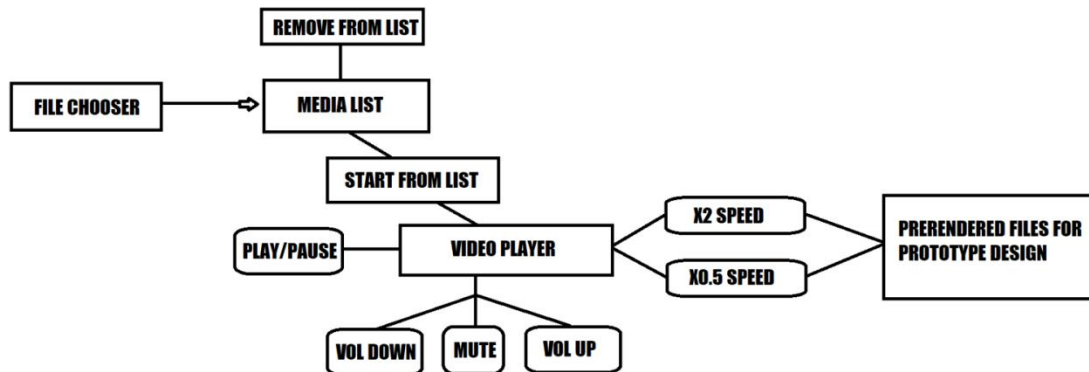 REMOVE FROM LIST
FILE CHOOSER
MEDIA LIST
START FROM LIST
X2 SPEED
PLAY/PAUSE
VIDEO PLAYER
PRERENDERED FILES FOR
PROTOTYPE DESIGN
X0.5 SPEED
VOL DOWN
MUTE
VOL UP